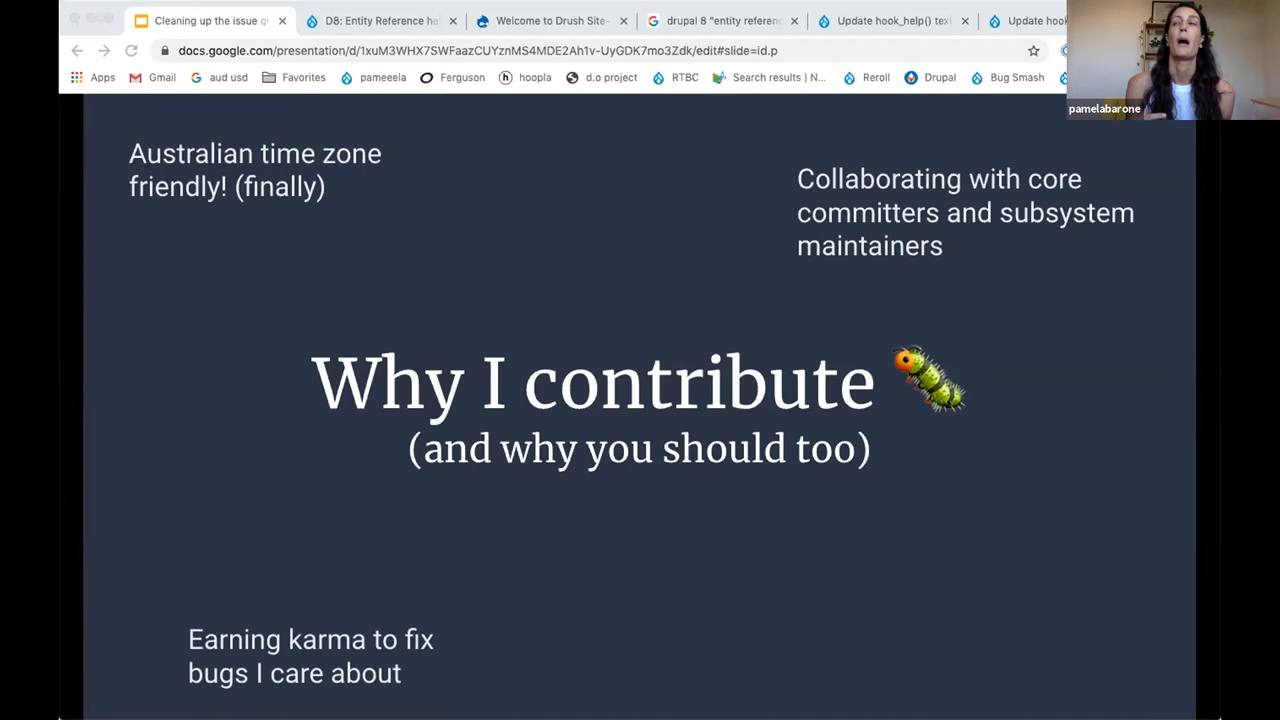 Cleaning up the issue q
D8: Entity Reference he
Welcome to Drush Site-
drupal 8 "entity referenc
Update hook_help() text
Update hook
docs.google.com/presentation/d/1xuM3WHX7SWFaazCUYznMS4MDE2Ah1v-UyGDK7mo3Zdk/edit#slide=id.p
Apps
Gmail
aud usd
Favorites
pameeela
Ferguson
hoopla
d.o project
RTBC
Search results | N...
Reroll
Drupal
Bug Smash
pamelabarone
Australian time zone
friendly! (finally)
Collaborating with core
committers and subsystem
maintainers
Why I contribute
(and why you should too)
Earning karma to fix
bugs I care about